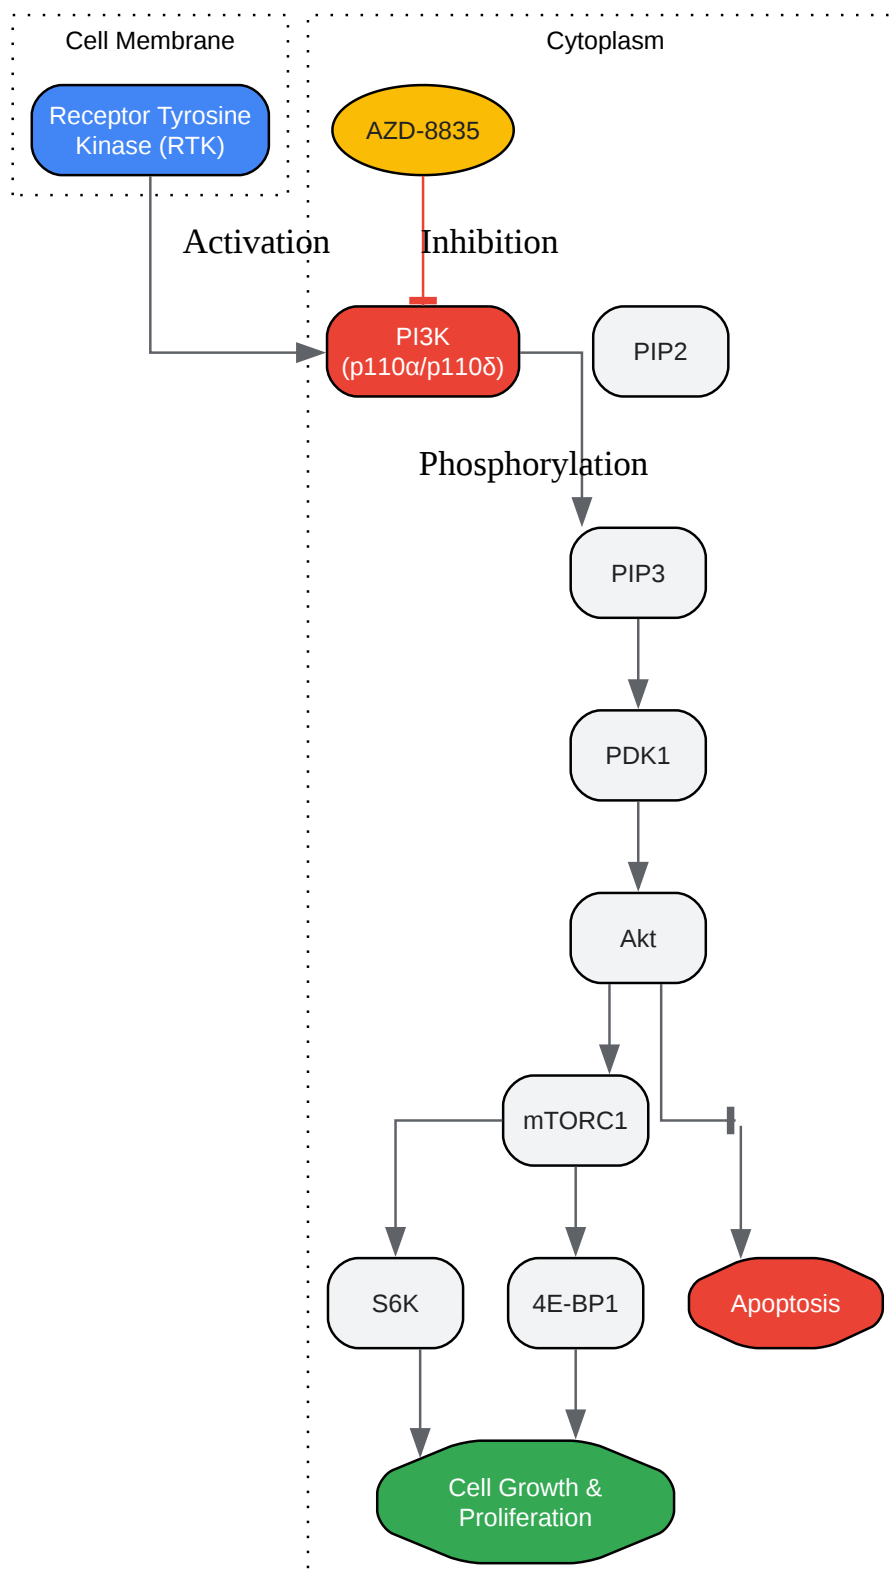 Cell Membrane
Cytoplasm
Receptor Tyrosine
Kinase (RTK)
AZD-8835
Activation
Inhibition
PI3K
(p110α/p110δ)
PIP2
Phosphorylation
PIP3
PDK1
Akt
mTORC1
S6K
4E-BP1
Apoptosis
Cell Growth &
Proliferation